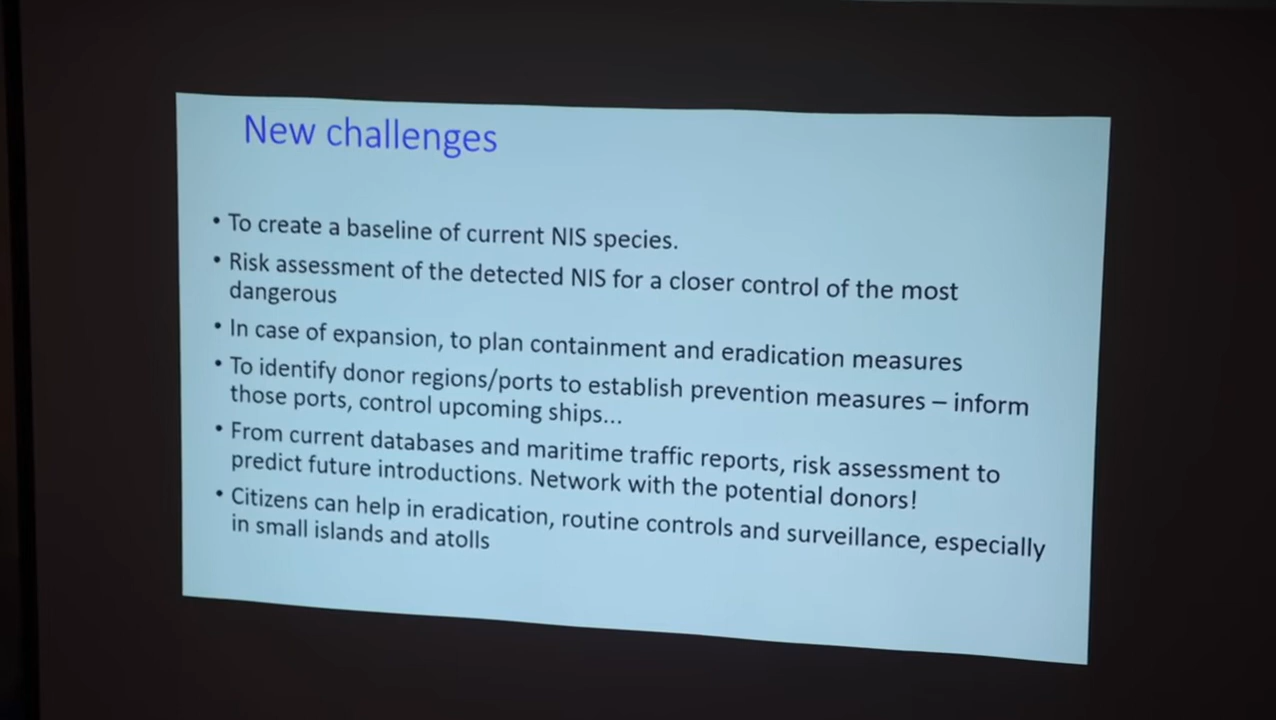 New challenges
• To create a baseline of current NIS species.
• Risk assessment of the detected NIS for a closer control of the most
dangerous
• In case of expansion, to plan containment and eradication measures
• To identify donor regions/ports to establish prevention measures – inform
those ports, control upcoming ships...
• From current databases and maritime traffic reports, risk assessment to
predict future introductions. Network with the potential donors!
• Citizens can help in eradication, routine controls and surveillance, especially
in small islands and atolls